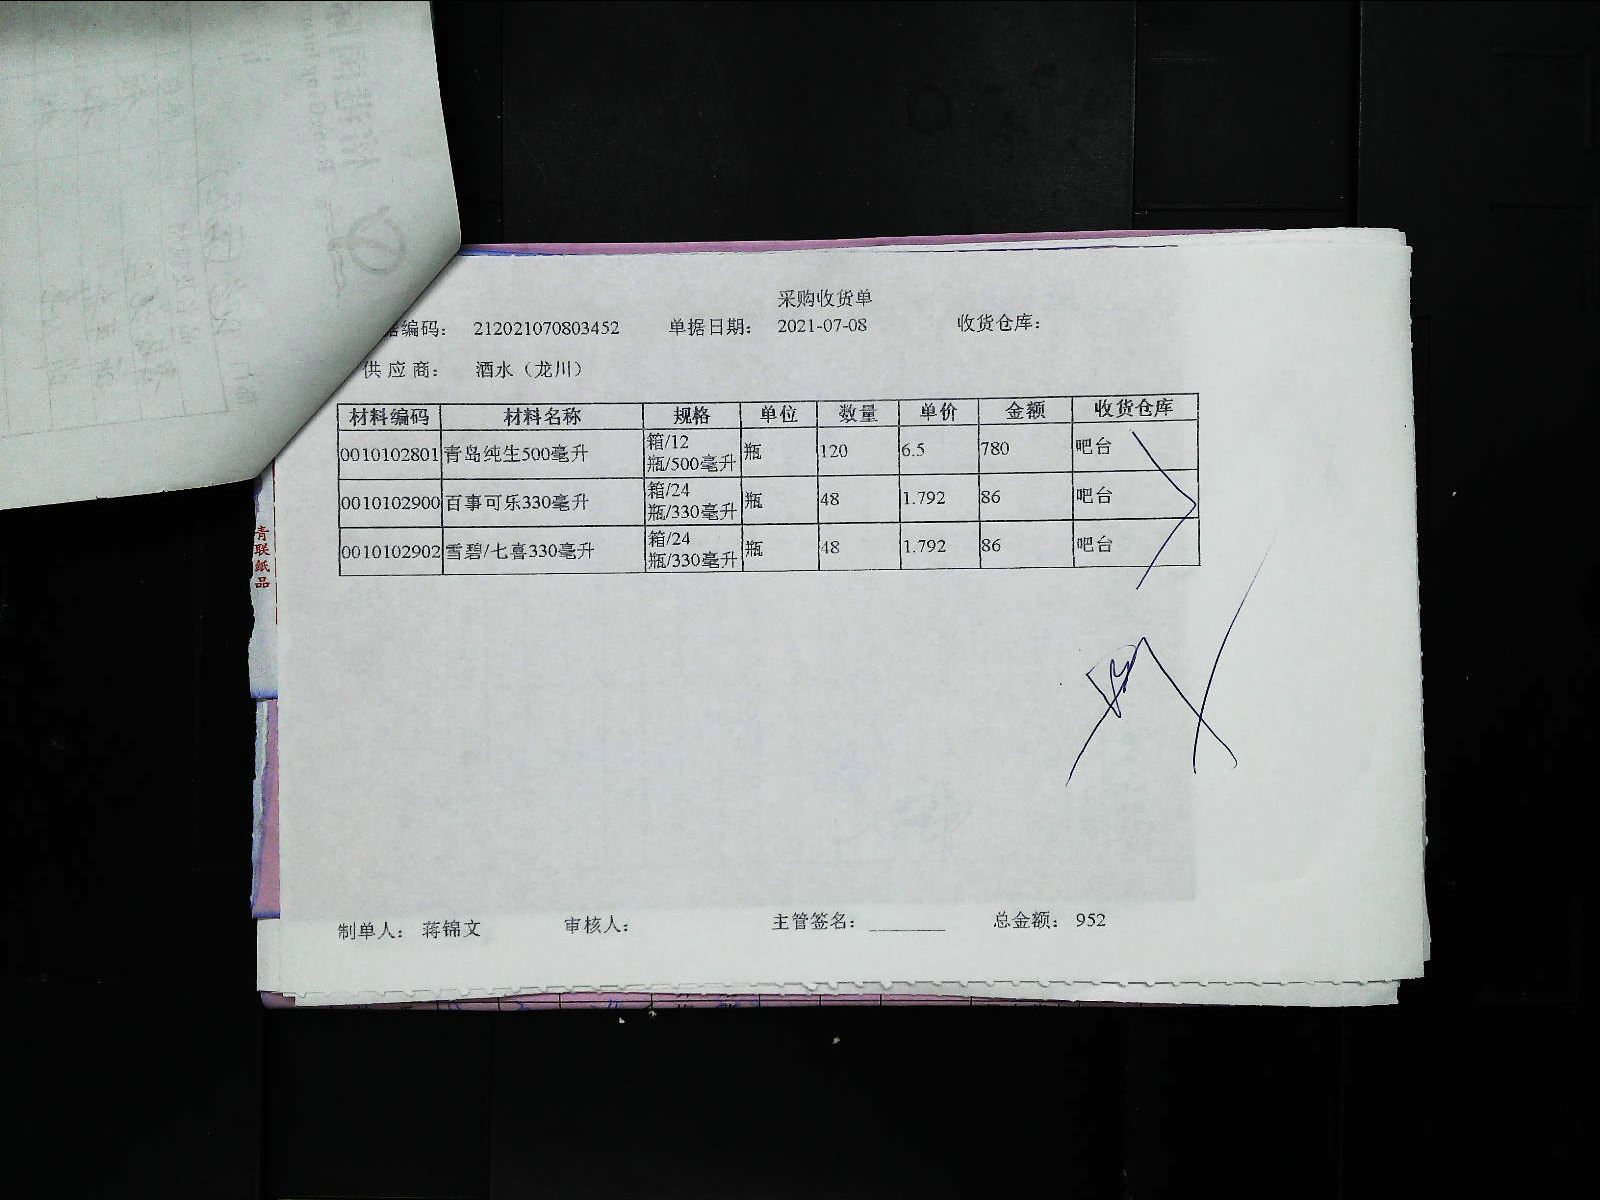 采购收货单
据编码： 212021070803452 单据日期： 2021-07-08 收货仓库：
供应商： 酒水（龙川）
材料编码 材料名称 规格 单位 数量 单价 金额 收货仓库
0010102801 青岛纯生500毫升 箱/12瓶/500毫升 瓶 120 6.5 780 吧台
0010102900 百事可乐330毫升 箱/24瓶/330毫升 瓶 48 1.792 86 吧台
0010102902 雪碧/七喜330毫升 箱/24瓶/330毫升 瓶 48 1.792 86 吧台
青联纸品
制单人： 蒋锦文 审核人： 主管签名： 总金额： 952